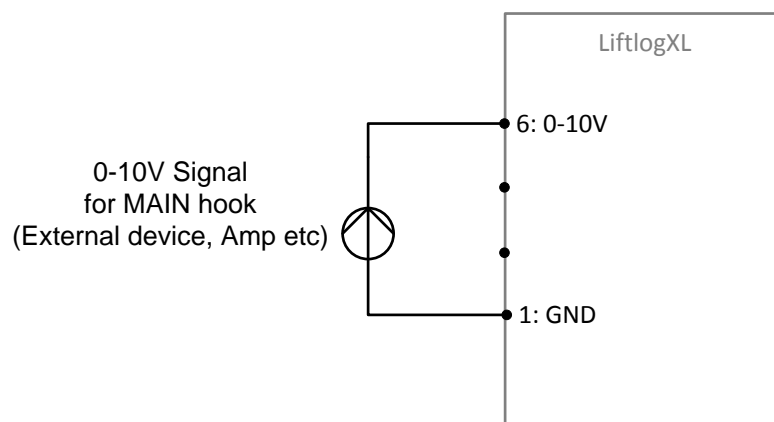 LiftlogXL
6: 0-10V
0-10V Signal
for MAIN hook
(External device, Amp etc)
1: GND